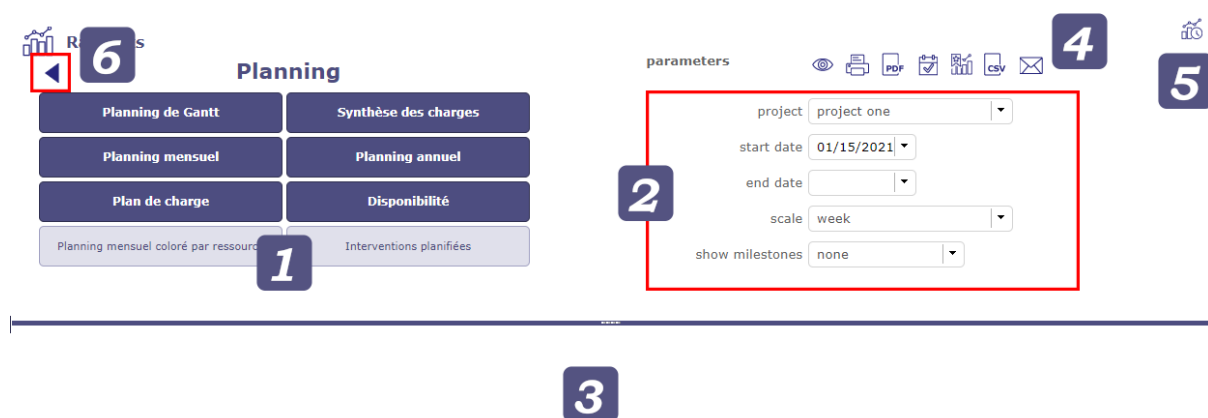 6
Planning
Planning de Gantt
Synthèse des charges
Planning mensuel
Planning annuel
Plan de charge
Disponibilité
Planning mensuel coloré par
Interventions planifiées
1
parameters
PDF
CSV
4
5
project project one
start date 01/15/2021
end date
2
scale week
show milestones none
3